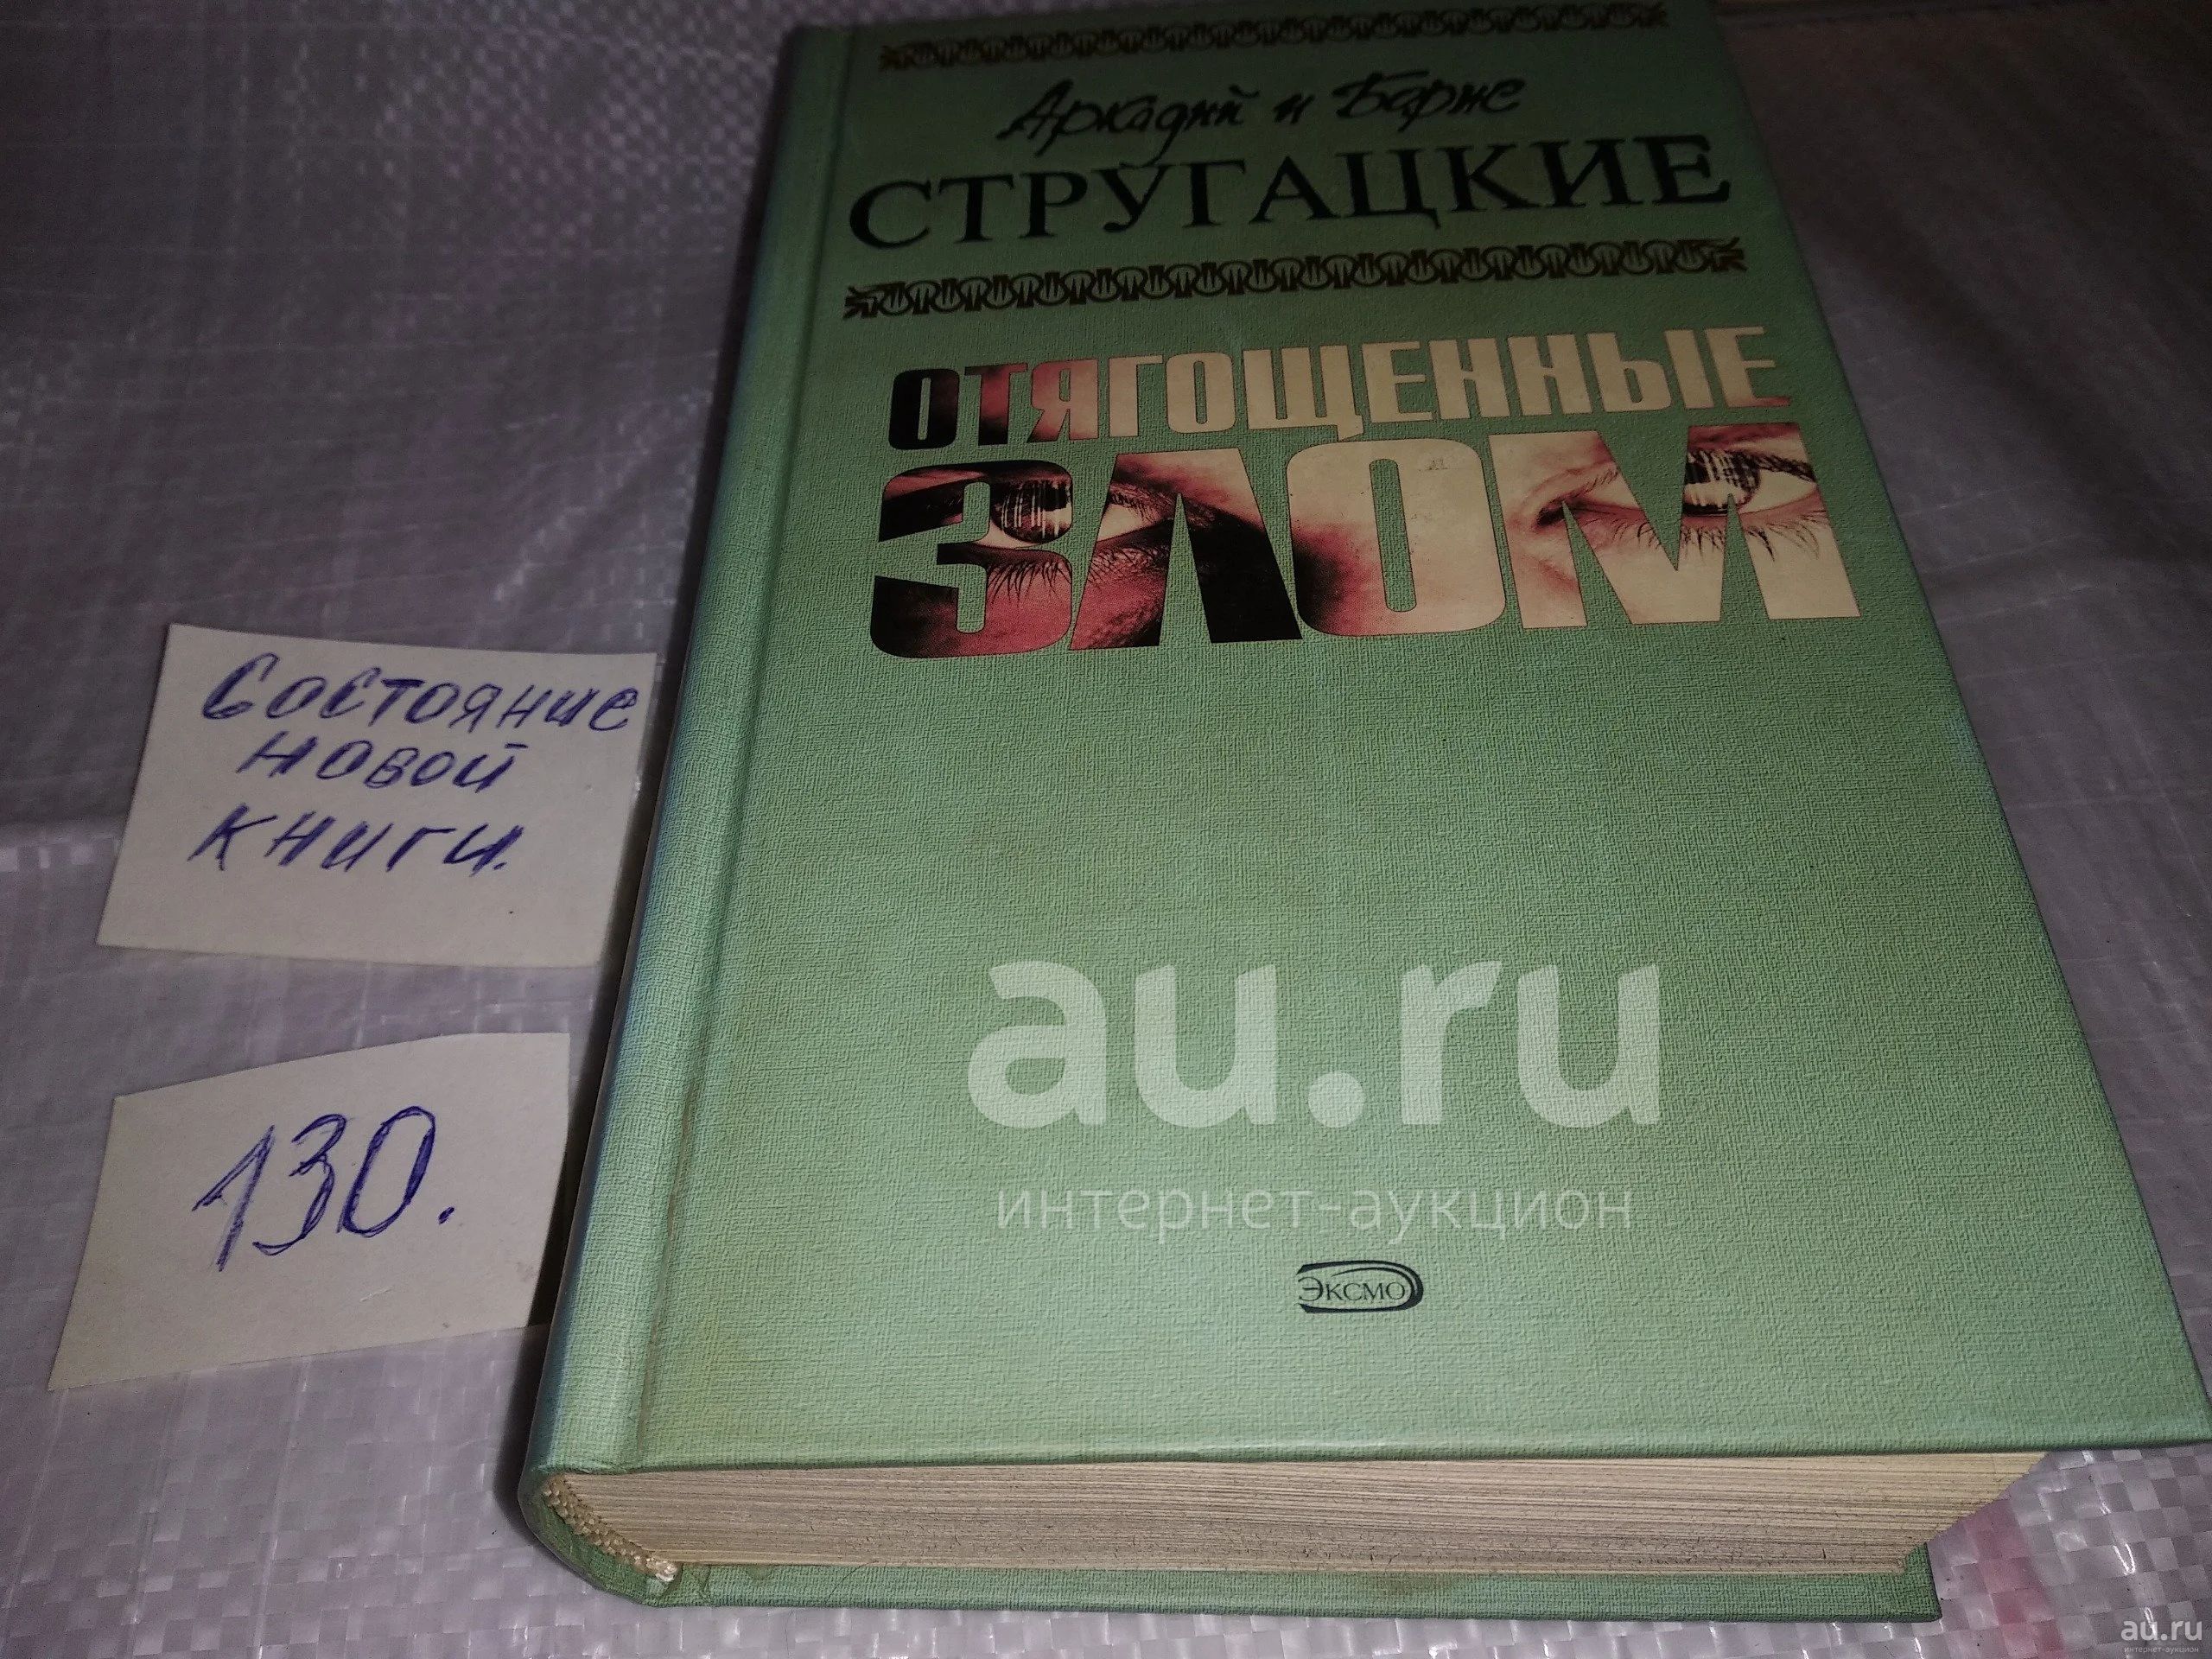 Аркадий и Борис
СТРУГАЦКИЕ
ОТЯГОЩЕННЫЕ
ЗЛОМ
Состояние
новой
книги.
130.
au.ru
интернет-аукцион
ЭКСМО
au.ru
интернет-аукцион